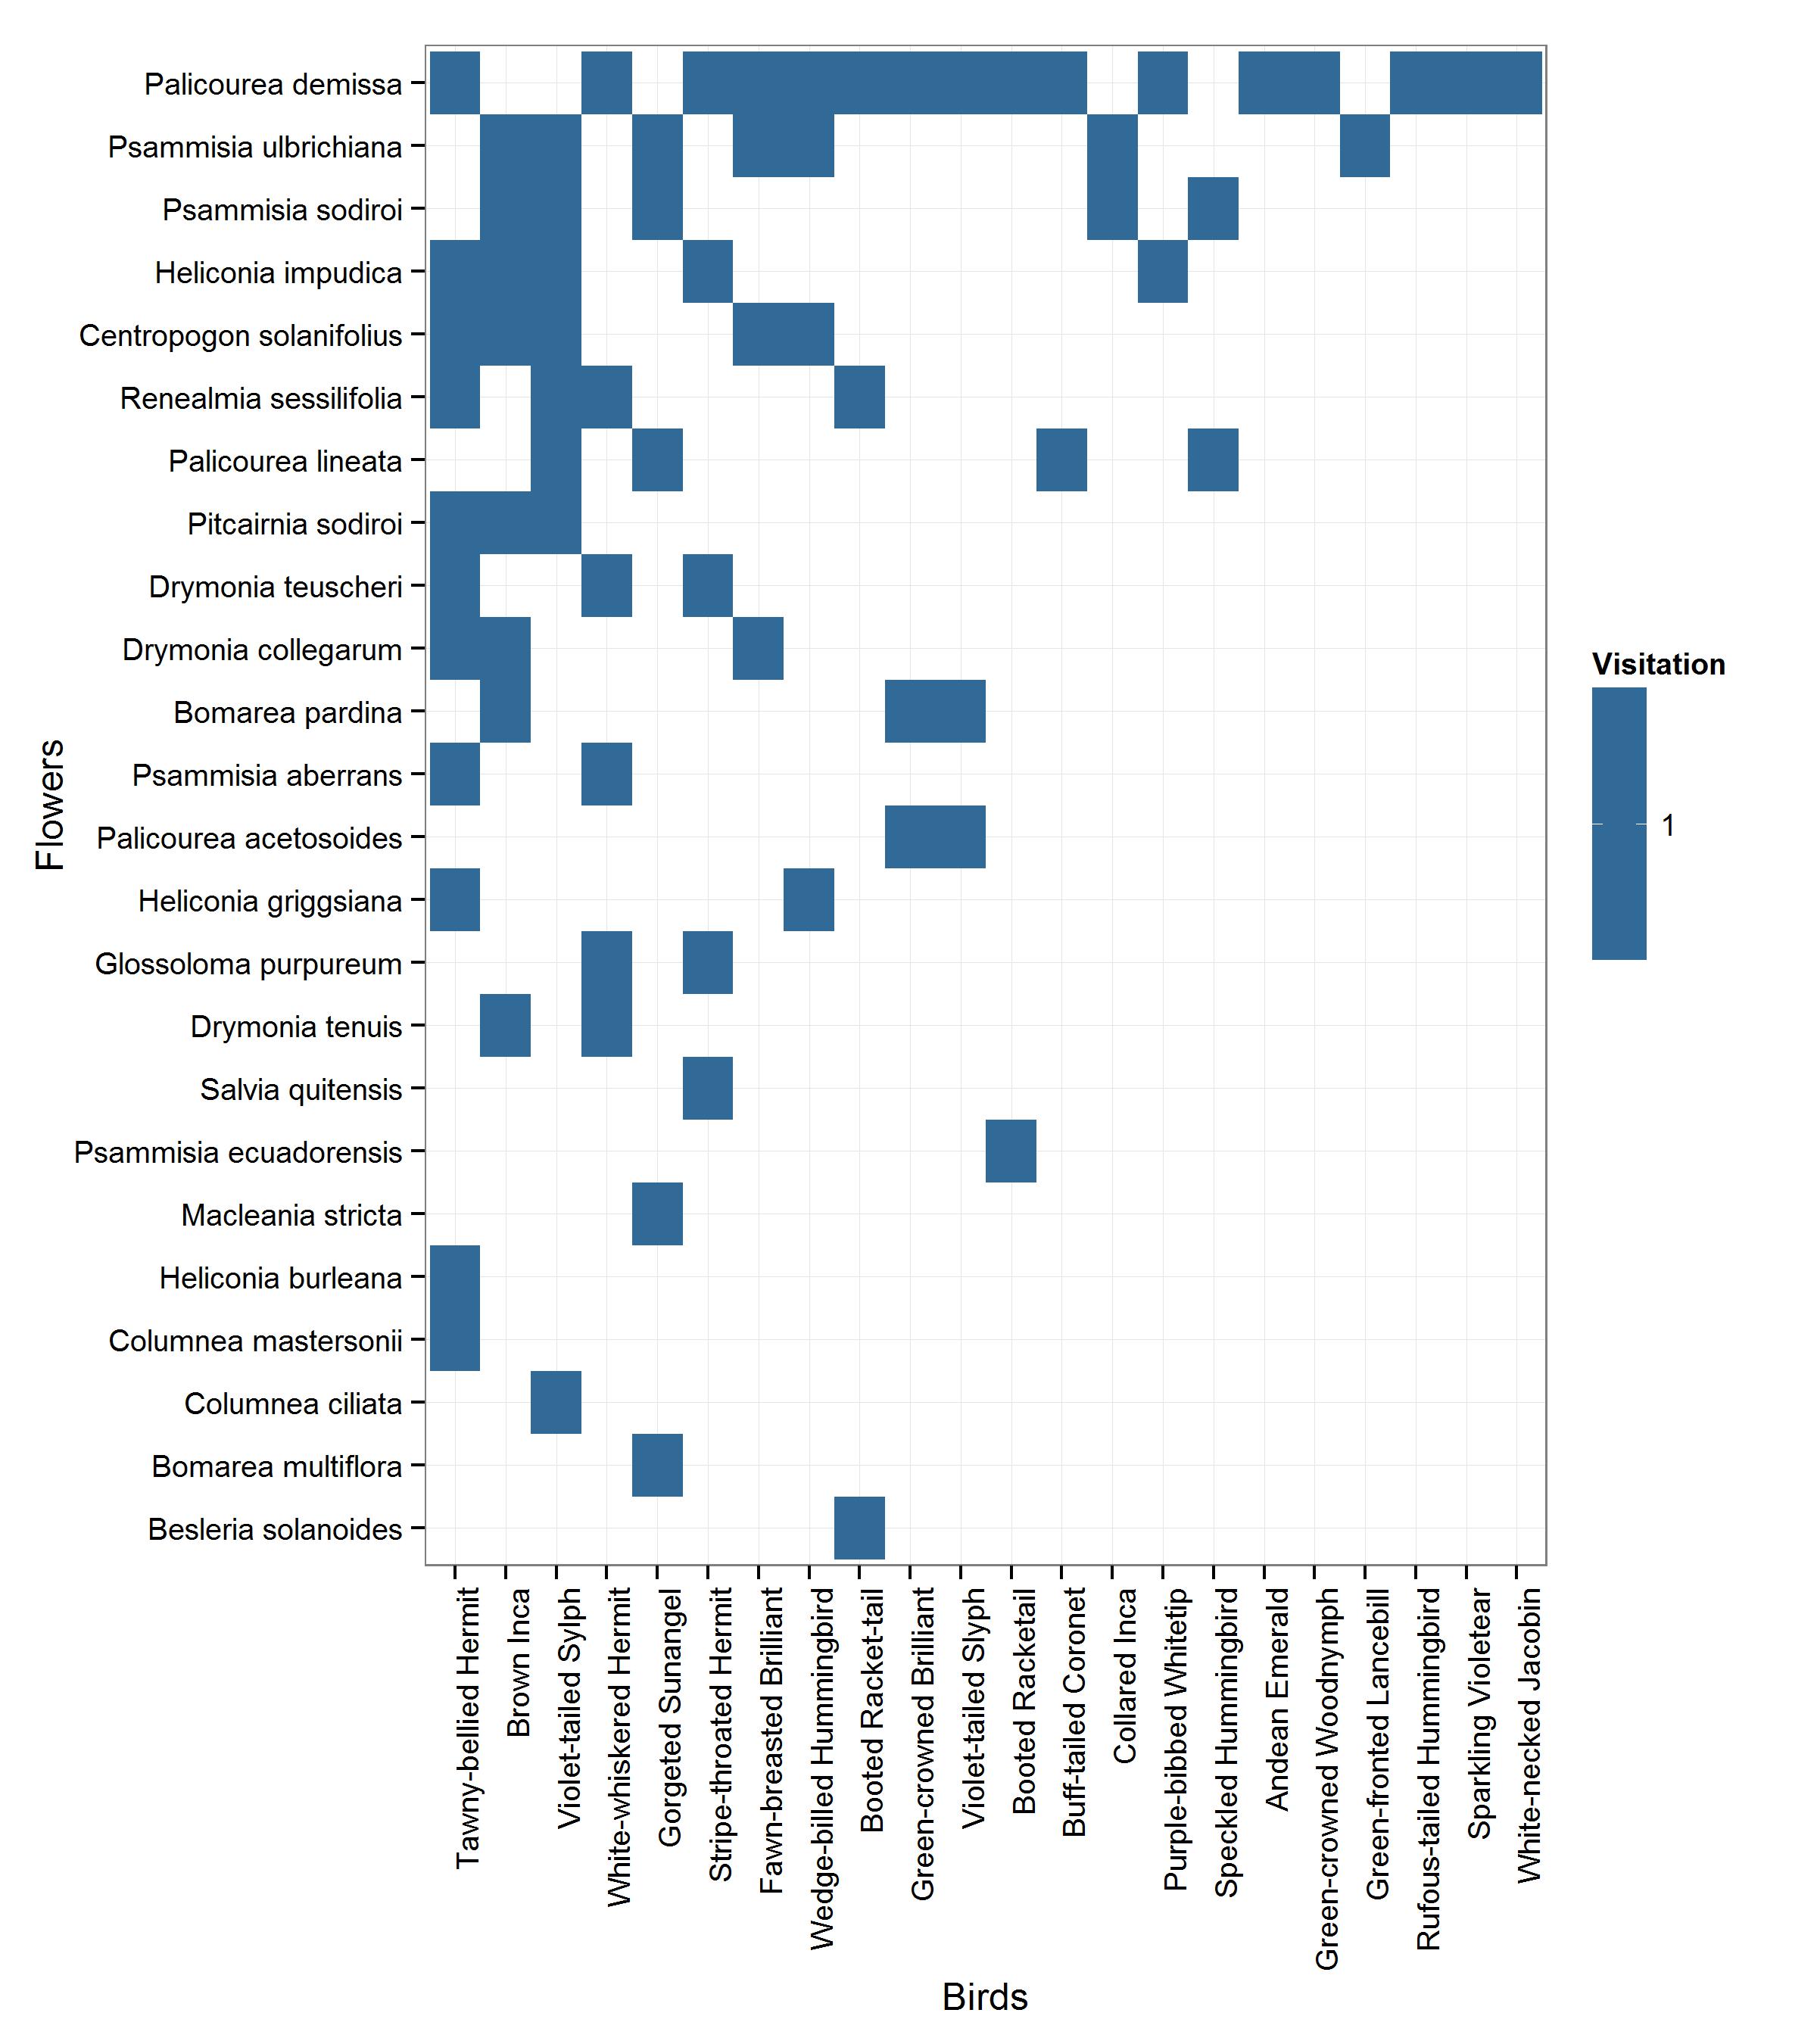 Palicourea demissa
Psammisia ulbrichiana
Psammisia sodiroi
Heliconia impudica
Centropogon solanifolius
Renealmia sessilifolia
Palicourea lineata
Pitcairnia sodiroi
Drymonia teuscheri
Drymonia collegarum
Bomarea pardina
Psammisia aberrans
Palicourea acetosoides
Heliconia griggsiana
Glossoloma purpureum
Drymonia tenuis
Salvia quitensis
Psammisia ecuadorensis
Macleania stricta
Heliconia burleana
Columnea mastersonii
Columnea ciliata
Bomarea multiflora
Besleria solanoides
Flowers
Tawny-bellied Hermit
Brown Inca
Violet-tailed Sylph
White-whiskered Hermit
Gorgeted Sunangel
Stripe-throated Hermit
Fawn-breasted Brilliant
Wedge-billed Hummingbird
Booted Racket-tail
Green-crowned Brilliant
Violet-tailed Slyph
Booted Racketail
Buff-tailed Coronet
Collared Inca
Purple-bibbed Whitetip
Speckled Hummingbird
Andean Emerald
Green-crowned Woodnymph
Green-fronted Lancebill
Rufous-tailed Hummingbird
Sparkling Violetear
White-necked Jacobin
Birds
Visitation
1